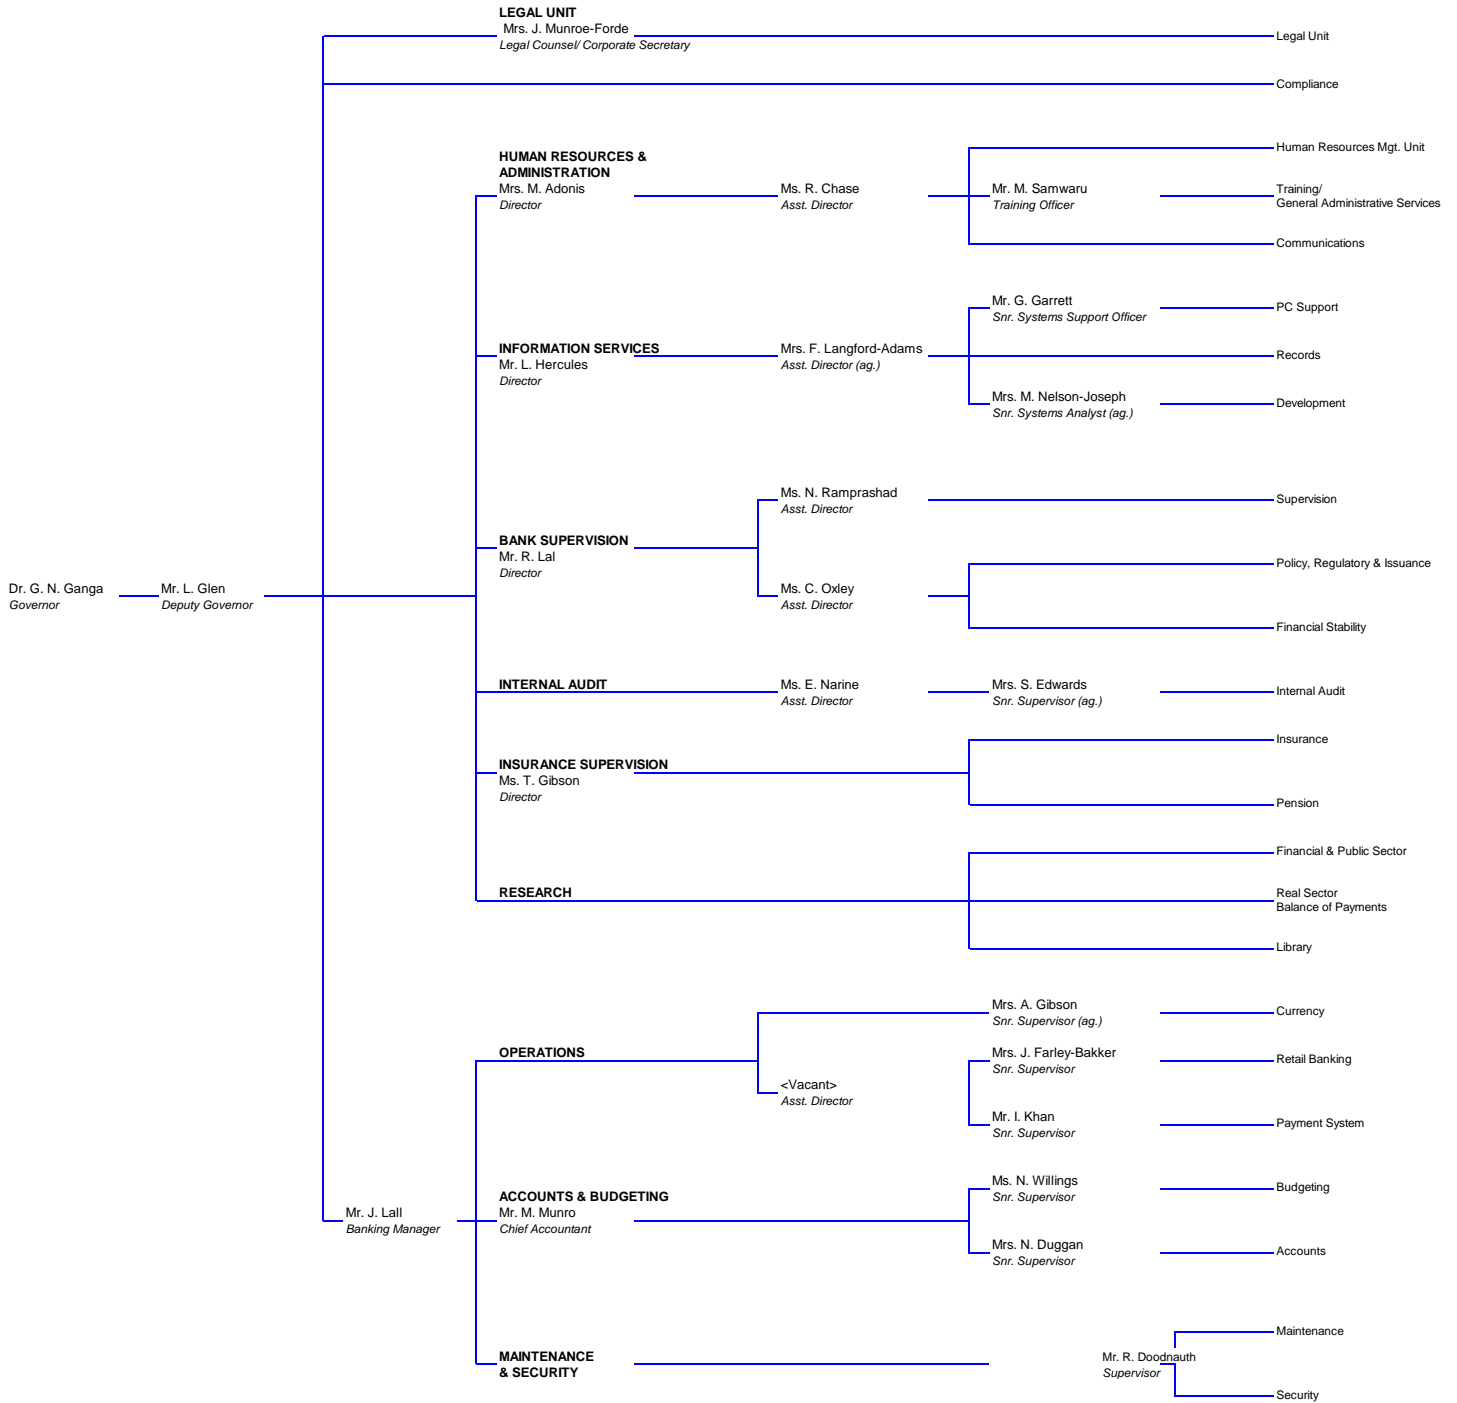 LEGAL UNIT
Mrs. J. Munroe-Forde
Legal Counsel/ Corporate Secretary
Legal Unit
Compliance
HUMAN RESOURCES &
ADMINISTRATION
Mrs. M. Adonis
Director
Ms. R. Chase
Asst. Director
Human Resources Mgt. Unit
Mr. M. Samwaru
Training Officer
Training/
General Administrative Services
Communications
INFORMATION SERVICES
Mr. L. Hercules
Director
Mrs. F. Langford-Adams
Asst. Director (ag.)
Mr. G. Garrett
Snr. Systems Support Officer
PC Support
Records
Mrs. M. Nelson-Joseph
Snr. Systems Analyst (ag.)
Development
BANK SUPERVISION
Mr. R. Lal
Director
Ms. N. Ramprashad
Asst. Director
Supervision
Ms. C. Oxley
Asst. Director
Policy, Regulatory & Issuance
Financial Stability
Dr. G. N. Ganga
Governor
Mr. L. Glen
Deputy Governor
INTERNAL AUDIT
Ms. E. Narine
Asst. Director
Mrs. S. Edwards
Snr. Supervisor (ag.)
Internal Audit
INSURANCE SUPERVISION
Ms. T. Gibson
Director
Insurance
Pension
RESEARCH
Financial & Public Sector
Real Sector
Balance of Payments
Library
OPERATIONS
Mrs. A. Gibson
Snr. Supervisor (ag.)
Currency
<Vacant>
Asst. Director
Mrs. J. Farley-Bakker
Snr. Supervisor
Retail Banking
Mr. I. Khan
Snr. Supervisor
Payment System
Mr. J. Lall
Banking Manager
ACCOUNTS & BUDGETING
Mr. M. Munro
Chief Accountant
Ms. N. Willings
Snr. Supervisor
Budgeting
Mrs. N. Duggan
Snr. Supervisor
Accounts
MAINTENANCE
& SECURITY
Mr. R. Doodnauth
Supervisor
Maintenance
Security